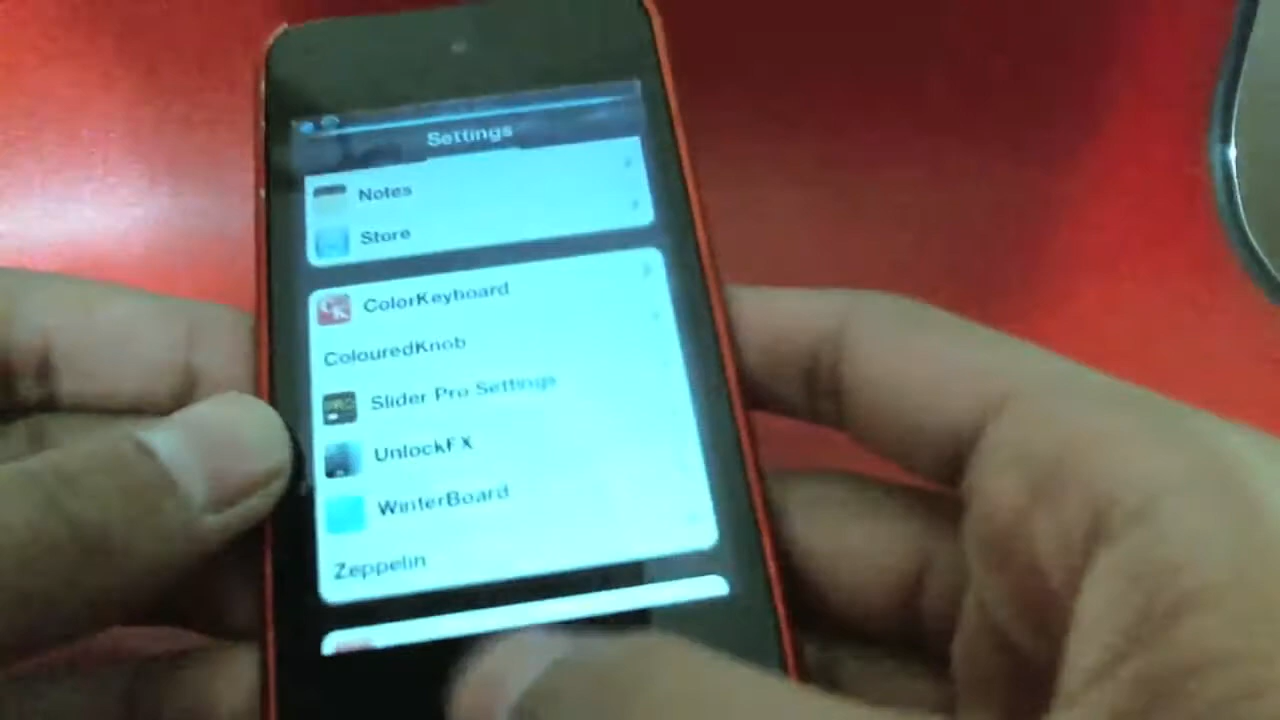 Settings
Notes
Store
ColorKeyboard
ColouredKnob
Slider Pro Settings
UnlockFX
WinterBoard
Zeppelin